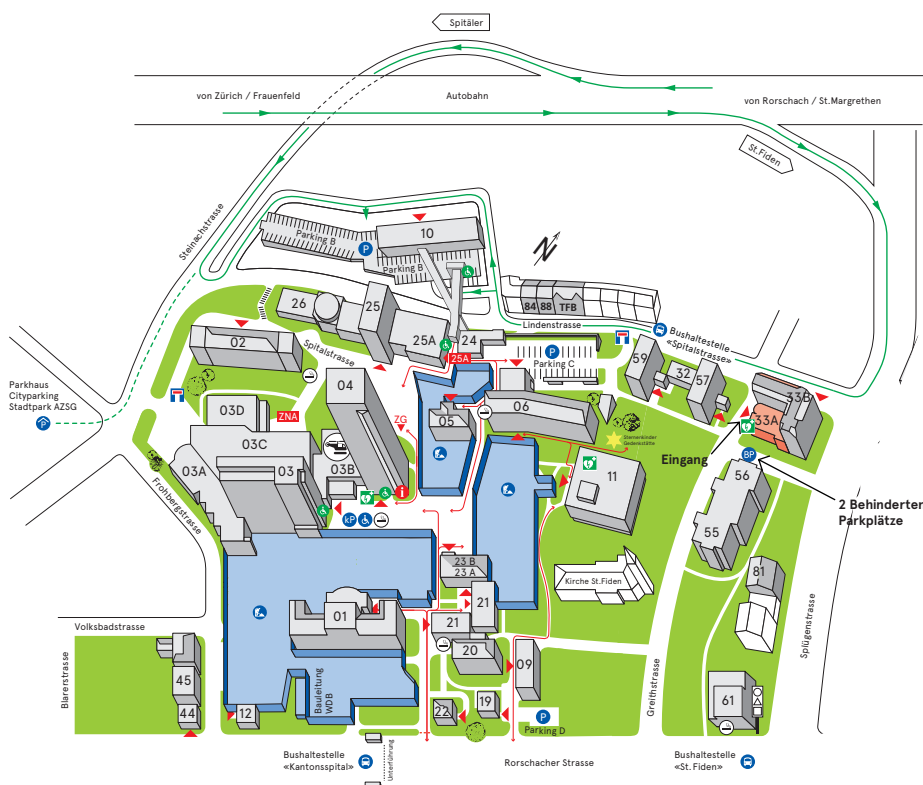 Spitäler
von Zürich / Frauenfeld
Autobahn
von Rorschach / St.Margrethen
St.Fiden
Steinachstrasse
Parking B
P
10
Parking B
N
84
88
TFB
Lindenstrasse
Bushaltestelle
«Spitalstrasse»
26
25
25A
24
25A
02
Spitalstrasse
P
Parking C
59
32
57
33B
33A
Eingang
BP
2 Behinderten
Parkplätze
Parkhaus
Cityparking
Stadtpark AZSG
P
04
03D
ZNA
ZG
05
06
Sternenkinder
Gedenkstätte
03C
03A
03
03B
i
kP
11
56
55
Frohbergstrasse
23 B
23 A
Kirche St.Fiden
81
01
21
21
20
09
Volksbadstrasse
Blarerstrasse
45
44
12
Bauleitung
WDB
22
19
P
Parking D
61
Greithstrasse
Splügenstrasse
Bushaltestelle
«Kantonsspital»
Unterführung
Rorschacher Strasse
Bushaltestelle
«St. Fiden»